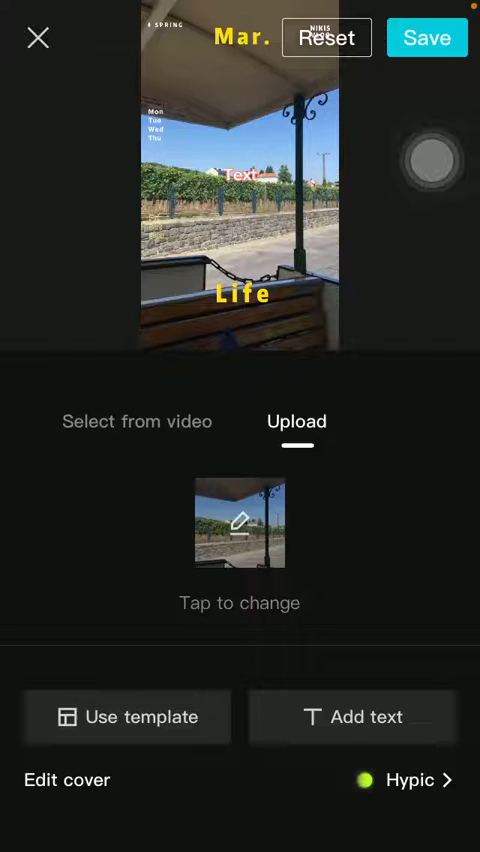 SPRING
Mar.
NIKIS
Reset
Save
Mon
Tue
Wed
Thu
Text
Life
Select from video
Upload
Tap to change
Use template
Add text
Edit cover
Hypic